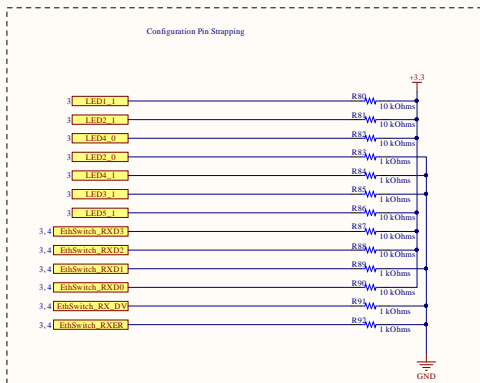 Configuration Pin Strapping
+3.3
3 LED1_1 R80 10 kOhms
3 LED2_1 R81 10 kOhms
3 LED4_0 R82 10 kOhms
3 LED2_0 R83 1 kOhms
3 LED4_1 R84 1 kOhms
3 LED3_1 R85 1 kOhms
3 LED5_1 R86 10 kOhms
3, 4 EthSwitch_RXD3 R87 10 kOhms
3, 4 EthSwitch_RXD2 R88 10 kOhms
3, 4 EthSwitch_RXD1 R89 1 kOhms
3, 4 EthSwitch_RXD0 R90 10 kOhms
3, 4 EthSwitch_RX_DV R91 1 kOhms
3, 4 EthSwitch_RXER R92 1 kOhms
GND